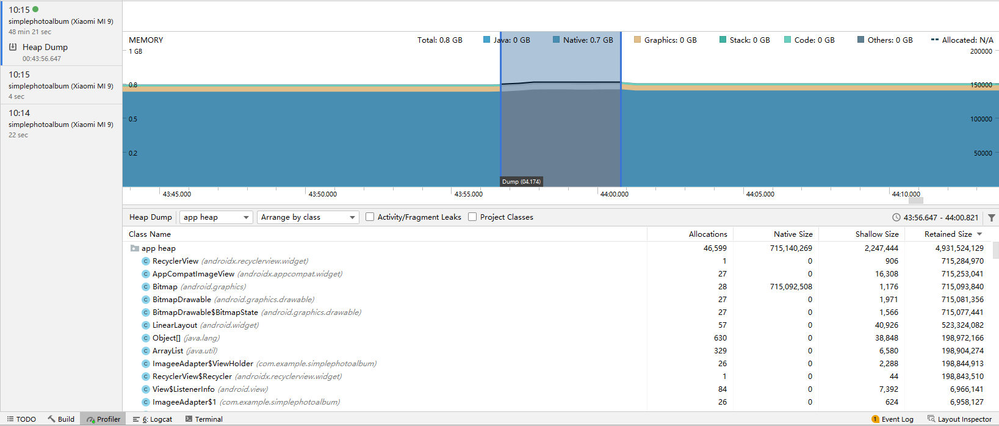 10:15
simplephotoalbum (Xiaomi MI 9)
48 min 21 sec
Heap Dump
00:43:56.647
10:15
simplephotoalbum (Xiaomi MI 9)
4 sec
10:14
simplephotoalbum (Xiaomi MI 9)
22 sec
MEMORY Total: 0.8 GB Java: 0 GB Native: 0.7 GB Graphics: 0 GB Stack: 0 GB Code: 0 GB Others: 0 GB Allocated: N/A
1 GB 200000
0.8 150000
0.5 100000
0.2 50000
Dump (04.174)
43:45.000 43:50.000 43:55.000 44:00.000 44:05.000 44:10.000
Heap Dump app heap Arrange by class Activity/Fragment Leaks Project Classes 43:56.647 - 44:00.821
Class Name Allocations Native Size Shallow Size Retained Size
app heap 46,599 715,140,269 2,247,444 4,931,524,129
C RecyclerView (androidx.recyclerview.widget) 1 0 906 715,284,970
C AppCompatImageView (androidx.appcompat.widget) 27 0 16,308 715,253,041
C Bitmap (android.graphics) 28 715,092,508 1,176 715,093,840
C BitmapDrawable (android.graphics.drawable) 27 0 1,971 715,081,356
C BitmapDrawable$BitmapState (android.graphics.drawable) 27 0 1,566 715,077,441
C LinearLayout (android.widget) 57 0 40,926 523,324,082
C Object[] (java.lang) 630 0 38,848 198,972,166
C ArrayList (java.util) 329 0 6,580 198,904,274
C ImageeAdapter$ViewHolder (com.example.simplephotoalbum) 26 0 2,288 198,844,913
C RecyclerView$Recycler (androidx.recyclerview.widget) 1 0 44 198,843,510
C View$ListenerInfo (android.view) 84 0 7,392 6,966,141
C ImageeAdapter$1 (com.example.simplephotoalbum) 26 0 624 6,958,127
TODO Build Profiler 6: Logcat Terminal 1 Event Log Layout Inspector